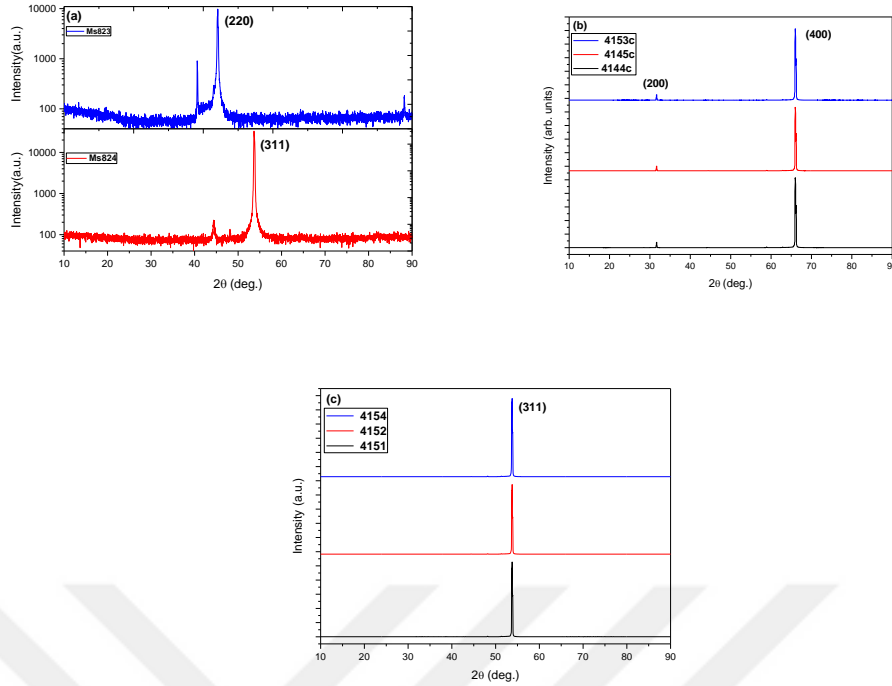 (a)
Ms823
(220)
10000
1000
100
Intensity(a.u.)
Ms824
(311)
10000
1000
100
Intensity(a.u.)
10 20 30 40 50 60 70 80 90
2θ (deg.)
(b)
4153c
4145c
4144c
(200)
(400)
Intensity (arb. units)
10 20 30 40 50 60 70 80 90
2θ (deg.)
(c)
4154
4152
4151
(311)
Intensity (a.u.)
10 20 30 40 50 60 70 80 90
2θ (deg.)